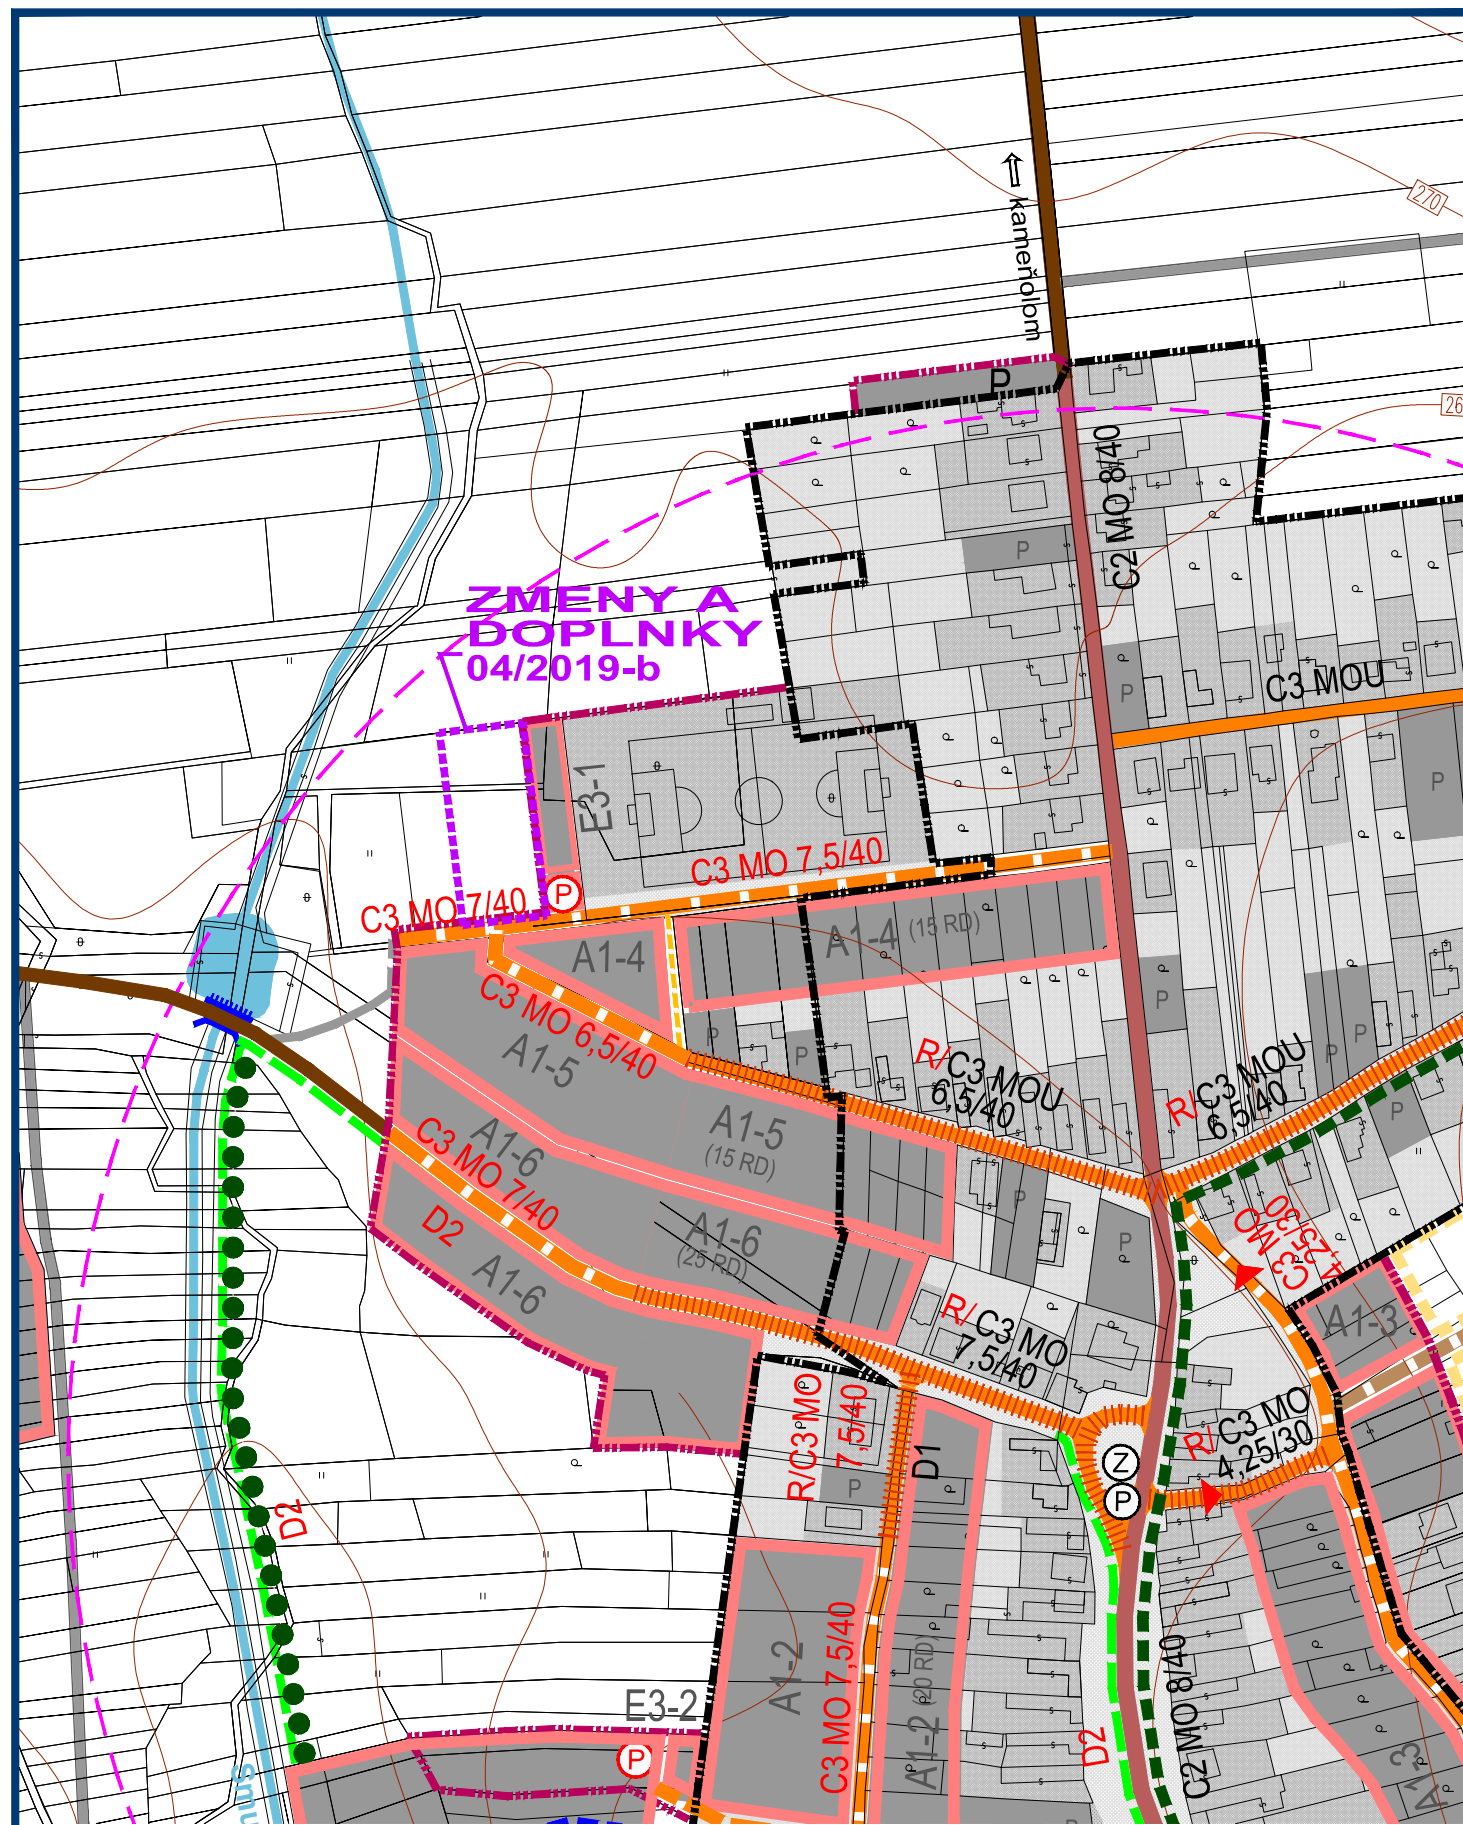 270
kameňolom
26
P
C2 MO 8/40
P
ZMENY A
DOPLNKY
04/2019-b
C3 MOU
P
P
E3-1
C3 MO 7,5/40
P
C3 MO 7/40
A1-4
A1-4 (15 RD)
P
P
P
P
P
C3 MO 6,5/40
A1-5
R/C3 MOU
6,5/40
R/C3 MOU
6,5/40
P
A1-5
(15 RD)
A1-6
C3 MO 7/40
D2
A1-6
(25 RD)
A1-6
P
P
C3 MO
4,25/30
A1-3
R/C3 MO
7,5/40
R/C3 MO
7,5/40
P
D1
R/C3 MO
4,25/30
Z
P
D2
A1-2
C3 MO 7,5/40
A1-2 (20 RD)
E3-2
P
D2
C2 MO 8/40
A1-3
P
Smu